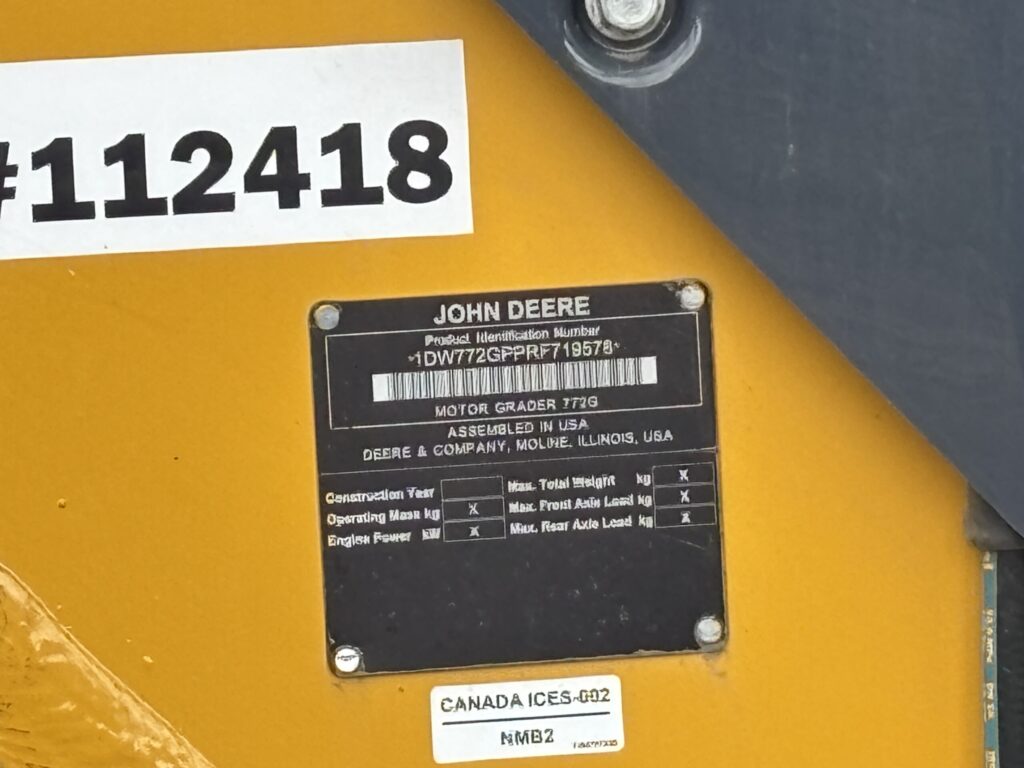 #112418
JOHN DEERE
Product Identification Number
*1DW772GPPRF719578*
MOTOR GRADER 772G
ASSEMBLED IN USA
DEERE & COMPANY, MOLINE, ILLINOIS, USA
Construction Year
Max. Total Weight kg X
Operating Mass kg X
Max. Front Axle Load kg X
Engine Power kW X
Max. Rear Axle Load kg X
CANADA ICES-002
NMB2